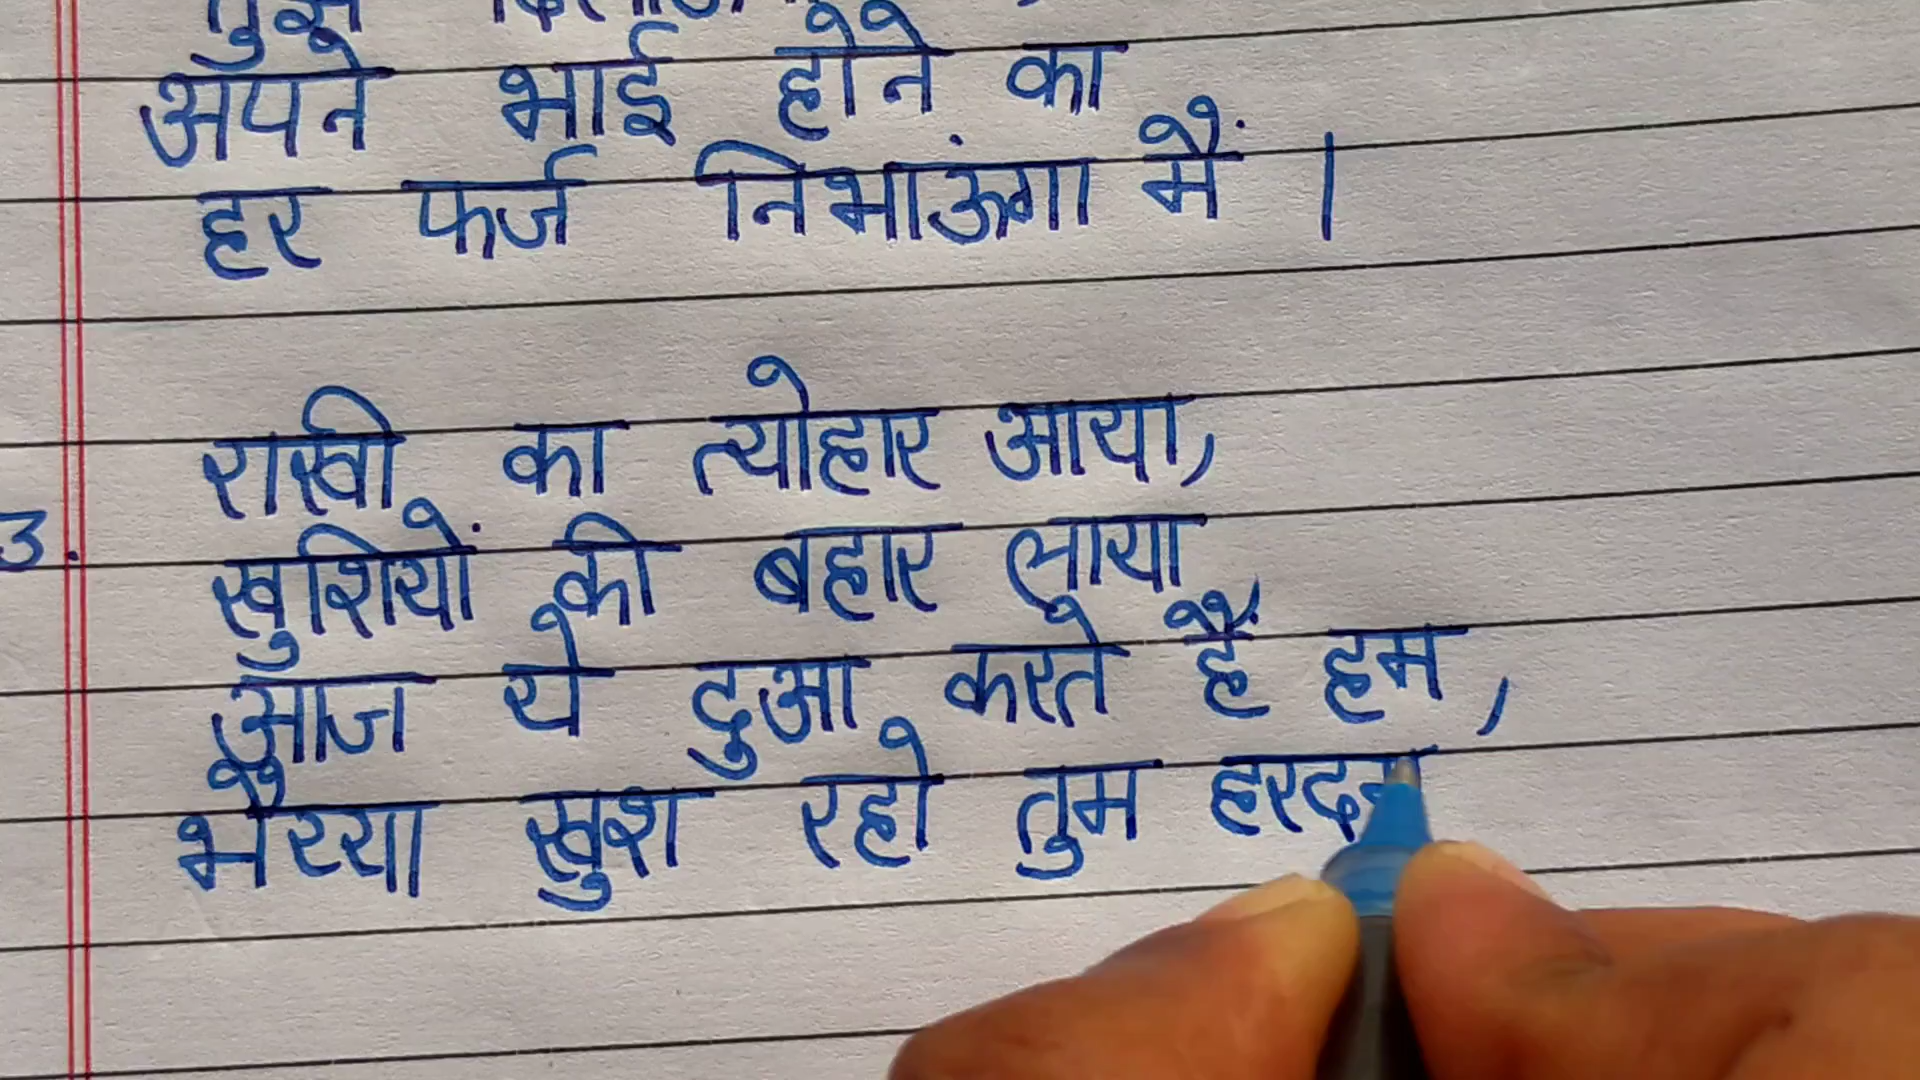 तुझे
अपने भाई होने का
हर फर्ज निभाऊंगा मैं |
राखी का त्योहार आया,
3. खुशियों की बहार लाया,
आज ये दुआ करते हैं हम,
भैय्या खुश रहो तुम हरदम